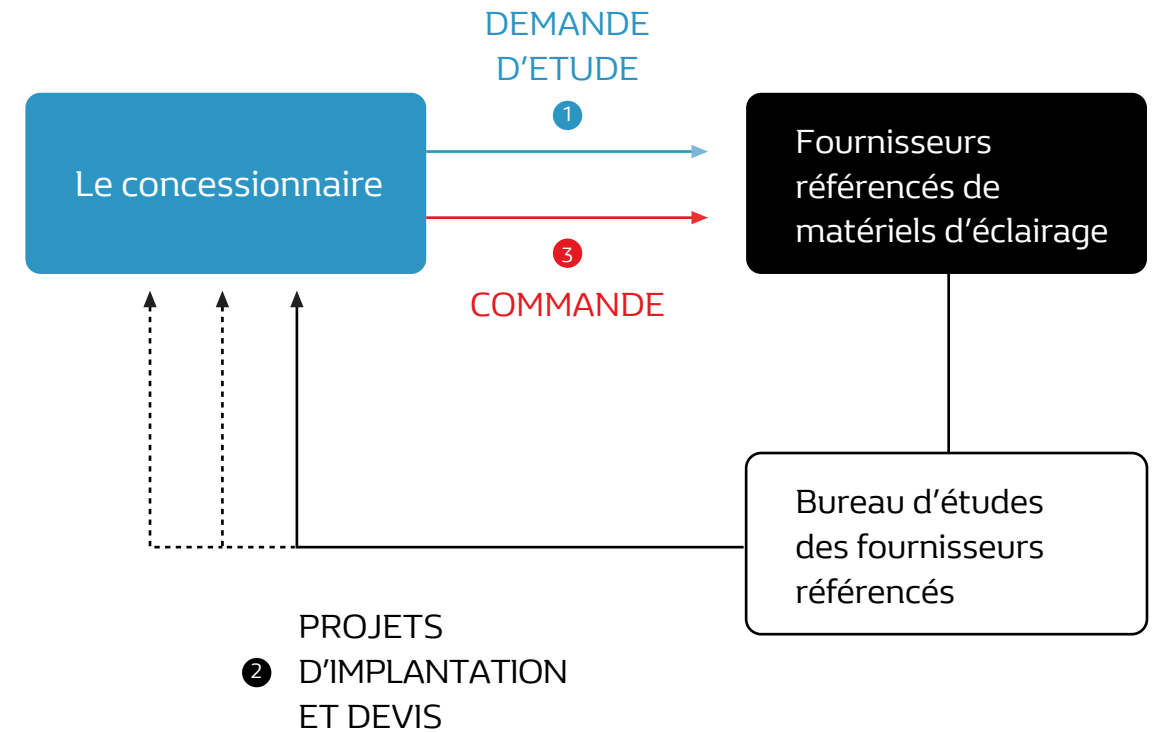 DEMANDE
D’ETUDE
1
Le concessionnaire
Fournisseurs
référencés de
matériels d’éclairage
3
COMMANDE
Bureau d’études
des fournisseurs
référencés
PROJETS
2 D’IMPLANTATION
ET DEVIS